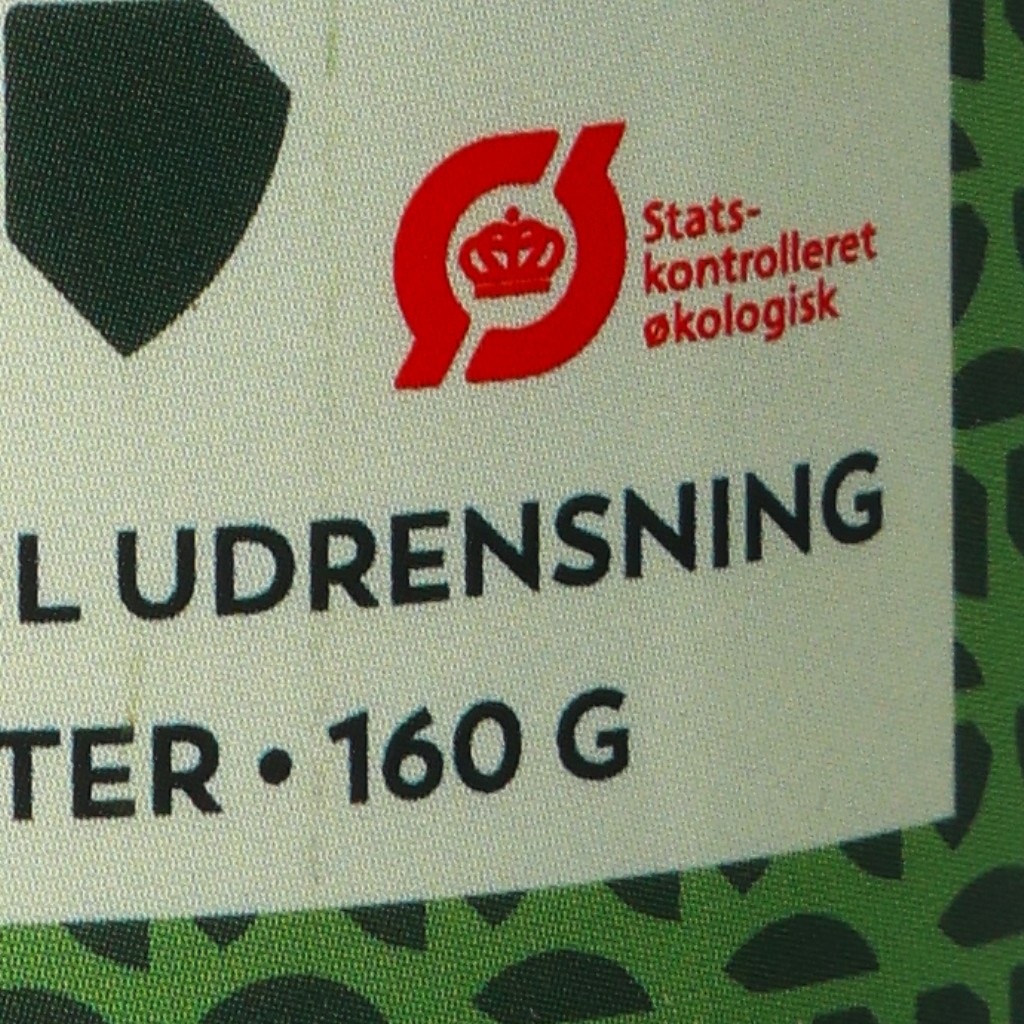 Stats-
kontrolleret
økologisk
L UDRENSNING
TER • 160 G